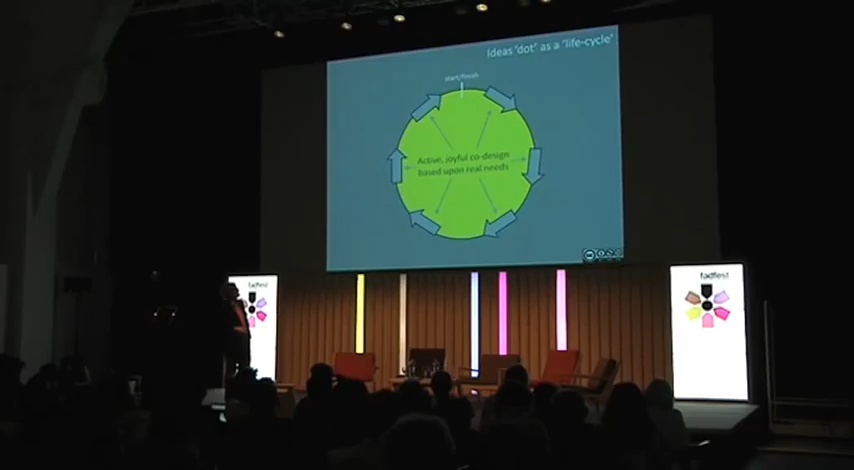 Ideas 'dot' as a 'life-cycle'
start/finish
Active, joyful co-design
based upon real needs
fadfest
fadfest